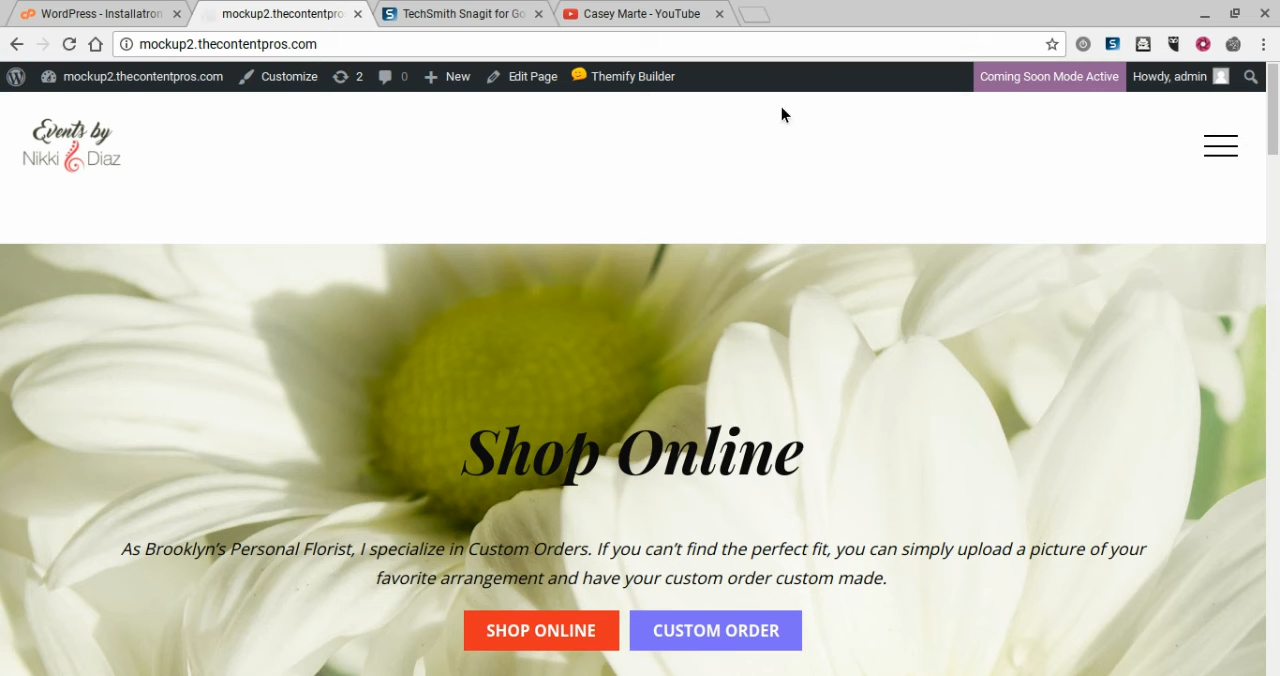 WordPress - Installatron
mockup2.thecontentpros
TechSmith Snagit for Go
Casey Marte - YouTube
mockup2.thecontentpros.com
mockup2.thecontentpros.com Customize 2 0 New Edit Page Themify Builder Coming Soon Mode Active Howdy, admin
Events by
Nikki Diaz
Shop Online
As Brooklyn’s Personal Florist, I specialize in Custom Orders. If you can’t find the perfect fit, you can simply upload a picture of your
favorite arrangement and have your custom order custom made.
SHOP ONLINE
CUSTOM ORDER